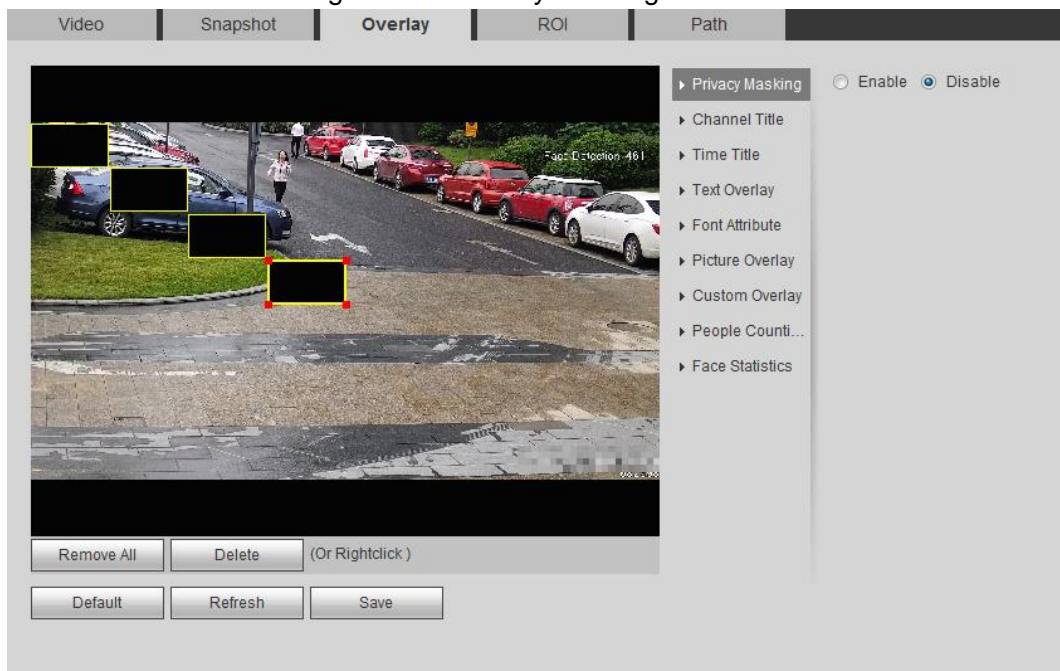 Video Snapshot Overlay ROI Path
Face Detection 461
Privacy Masking
Enable Disable
Channel Title
Time Title
Text Overlay
Font Attribute
Picture Overlay
Custom Overlay
People Counti...
Face Statistics
Remove All Delete (Or Rightclick )
Default Refresh Save